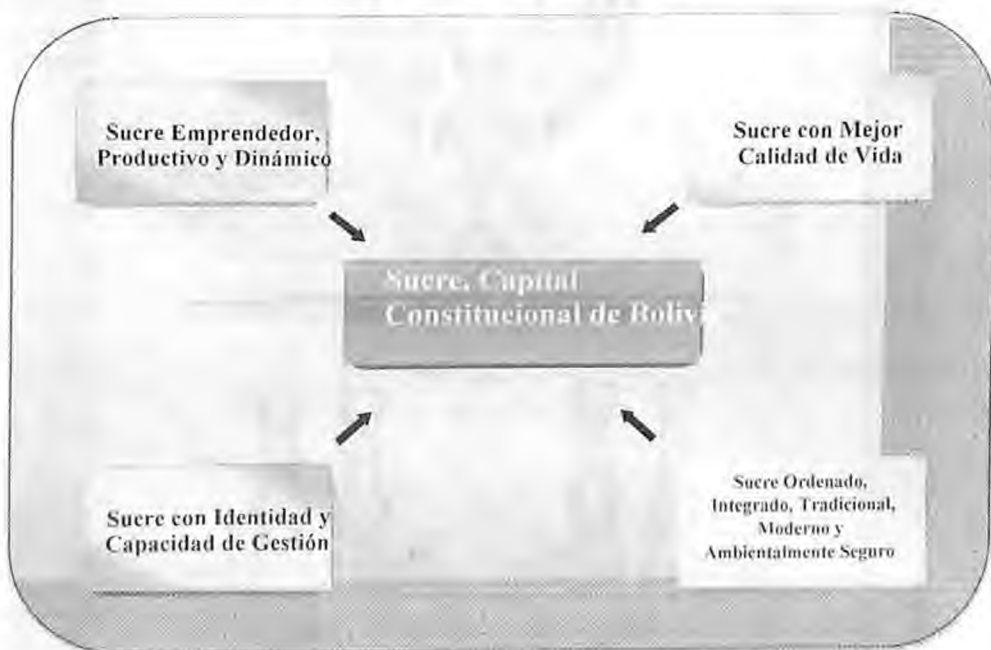 Sucre Emprendedor,
Productivo y Dinámico
Sucre con Mejor
Calidad de Vida
Sucre, Capital
Constitucional de Bolivi
Sucre con Identidad y
Capacidad de Gestión
Sucre Ordenado,
Integrado, Tradicional,
Moderno y
Ambientalmente Seguro